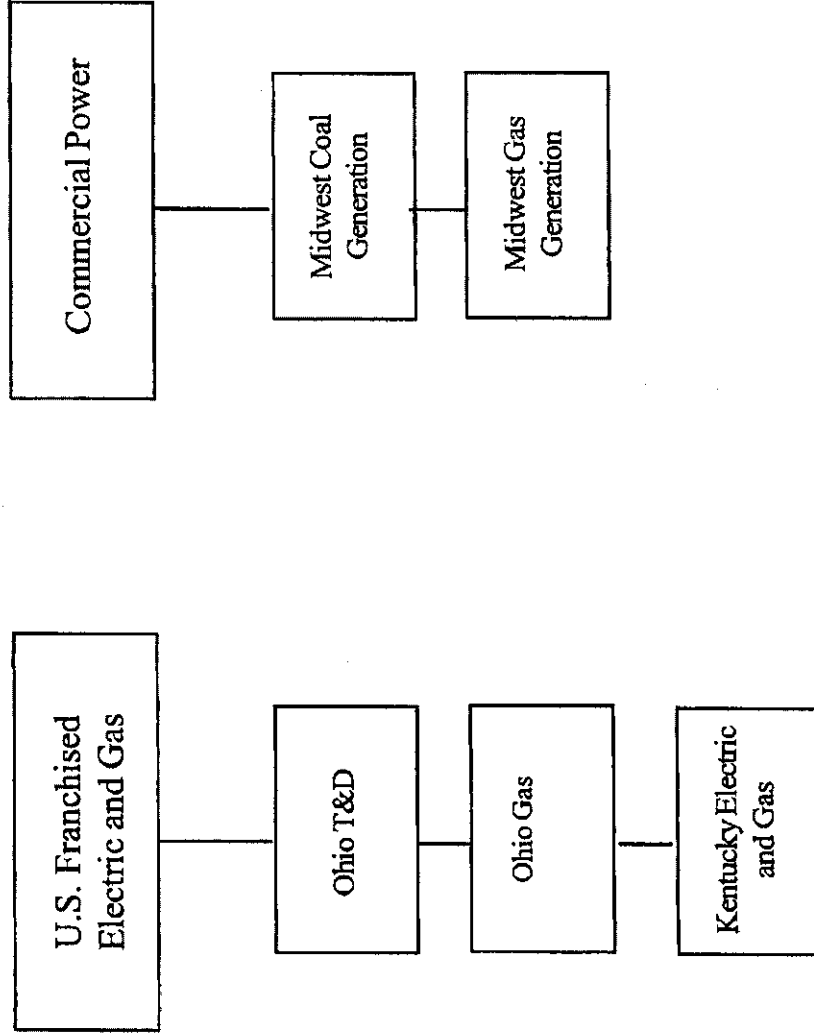 U.S. Franchised
Electric and Gas
Ohio T&D
Ohio Gas
Kentucky Electric
and Gas
Commercial Power
Midwest Coal
Generation
Midwest Gas
Generation